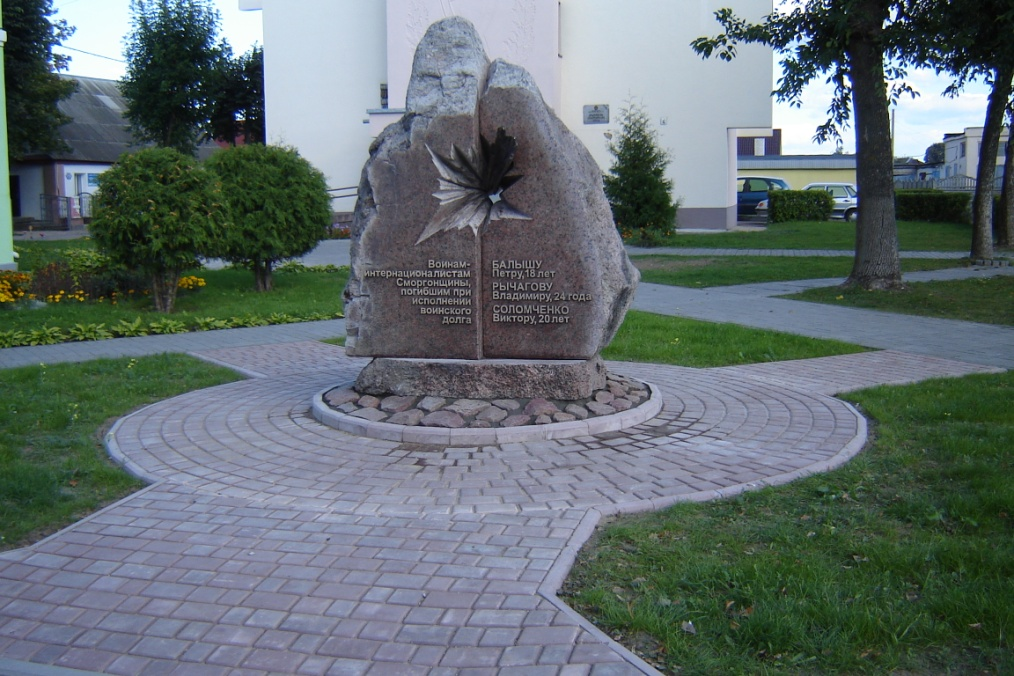 Воинам-
интернационалистам
Сморгонщины,
погибшим при
исполнении
воинского
долга
БАЛЫШУ
Петру,18 лет
РЫЧАГОВУ
Владимиру, 24 года
СОЛОМЧЕНКО
Виктору, 20 лет